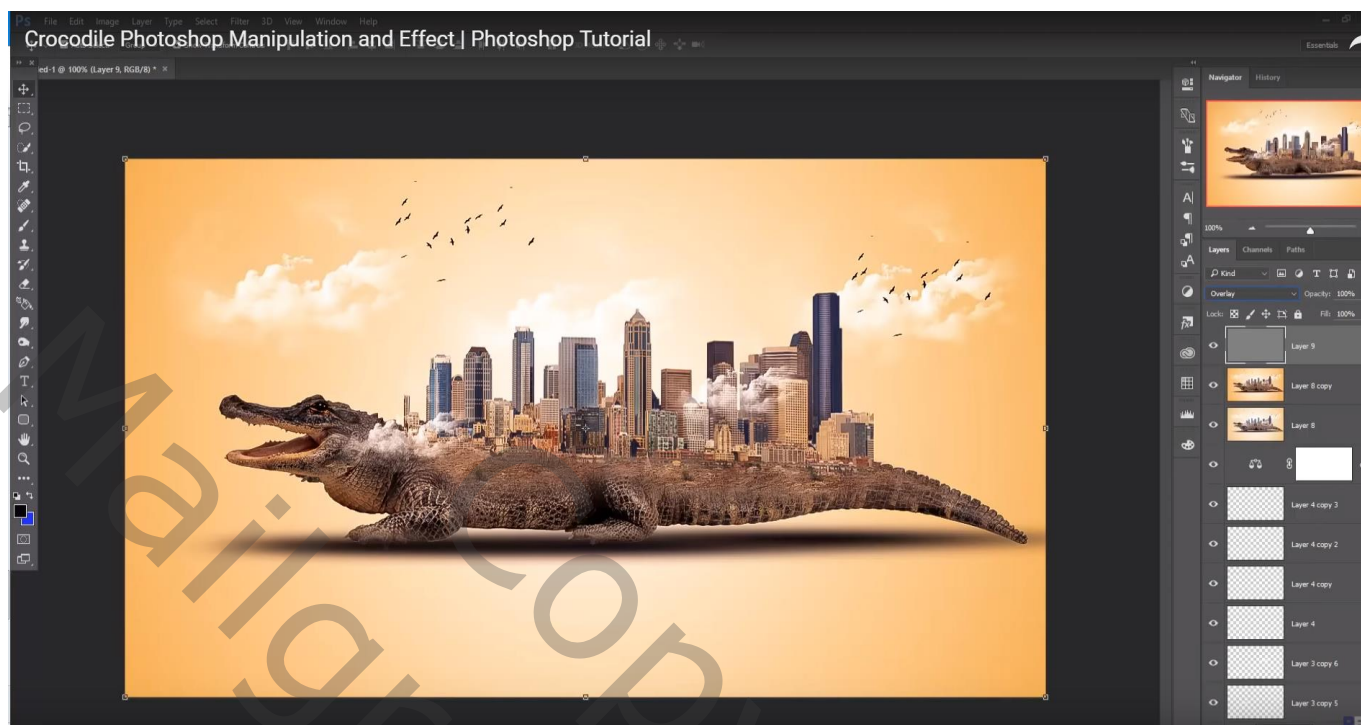 Ps File Edit Image Layer Type Select Filter 3D View Window Help
Crocodile Photoshop Manipulation and Effect | Photoshop Tutorial
Essentials
ed-1 @ 100% (Layer 9, RGB/8) * ×
Navigator History
100%
Layers Channels Paths
Kind
Overlay Opacity: 100%
Lock: Fill: 100%
Layer 9
Layer 8 copy
Layer 8
Layer 4 copy 3
Layer 4 copy 2
Layer 4 copy
Layer 4
Layer 3 copy 6
Layer 3 copy 5